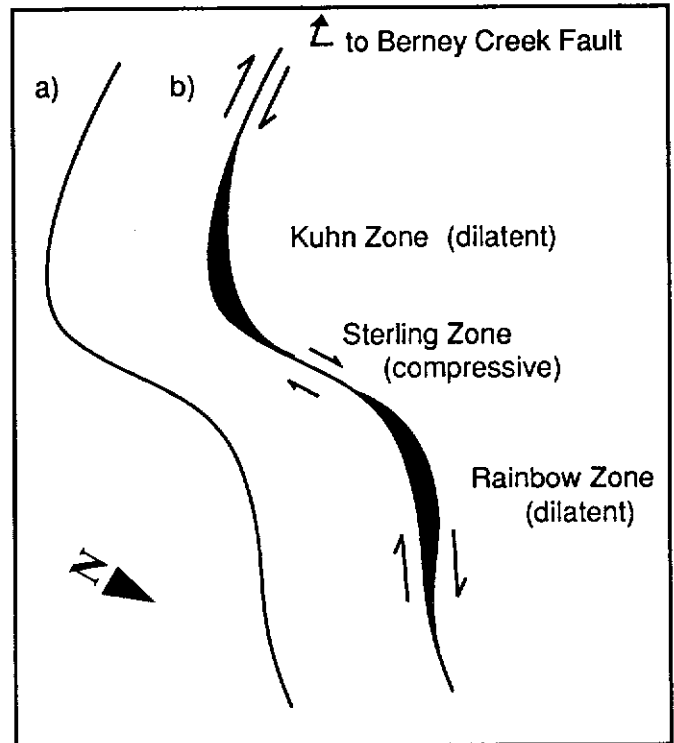 to Berney Creek Fault
a)
b)
Kuhn Zone (dilatent)
Sterling Zone
(compressive)
Rainbow Zone
(dilatent)
N